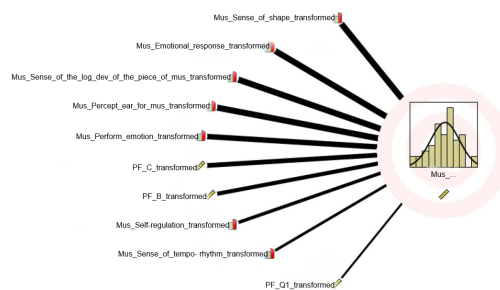 Mus_Sense_of_shape_transformed
Mus_Emotional_response_transformed
Mus_Sense_of_the_log_dev_of_the_piece_of_mus_transformed
Mus_Percept_ear_for_mus_transformed
Mus_Perform_emotion_transformed
PF_C_transformed
PF_B_transformed
Mus_Self-regulation_transformed
Mus_Sense_of_tempo- rhythm_transformed
PF_Q1_transformed
Mus_...